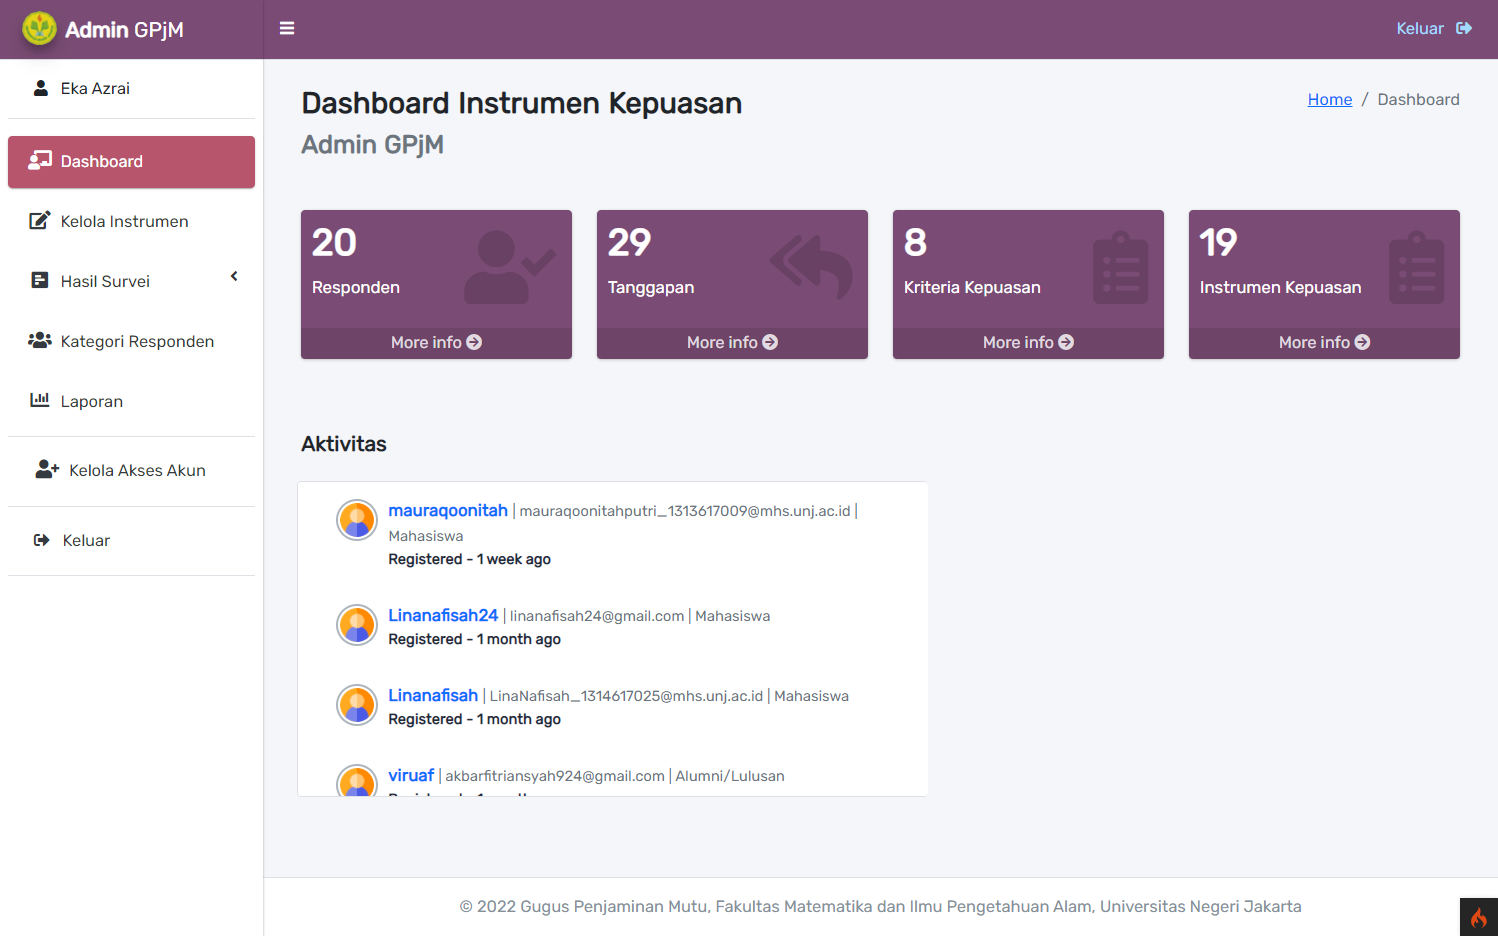 Admin GPjM
Keluar
Eka Azrai
Dashboard
Kelola Instrumen
Hasil Survei
Kategori Responden
Laporan
Kelola Akses Akun
Keluar
Dashboard Instrumen Kepuasan
Admin GPjM
Home / Dashboard
20
Responden
More info
29
Tanggapan
More info
8
Kriteria Kepuasan
More info
19
Instrumen Kepuasan
More info
Aktivitas
mauraqoonitah | mauraqoonitahputri_1313617009@mhs.unj.ac.id |
Mahasiswa
Registered - 1 week ago
Linanafisah24 | linanafisah24@gmail.com | Mahasiswa
Registered - 1 month ago
Linanafisah | LinaNafisah_1314617025@mhs.unj.ac.id | Mahasiswa
Registered - 1 month ago
viruaf | akbarfitriansyah924@gmail.com | Alumni/Lulusan
© 2022 Gugus Penjaminan Mutu, Fakultas Matematika dan Ilmu Pengetahuan Alam, Universitas Negeri Jakarta